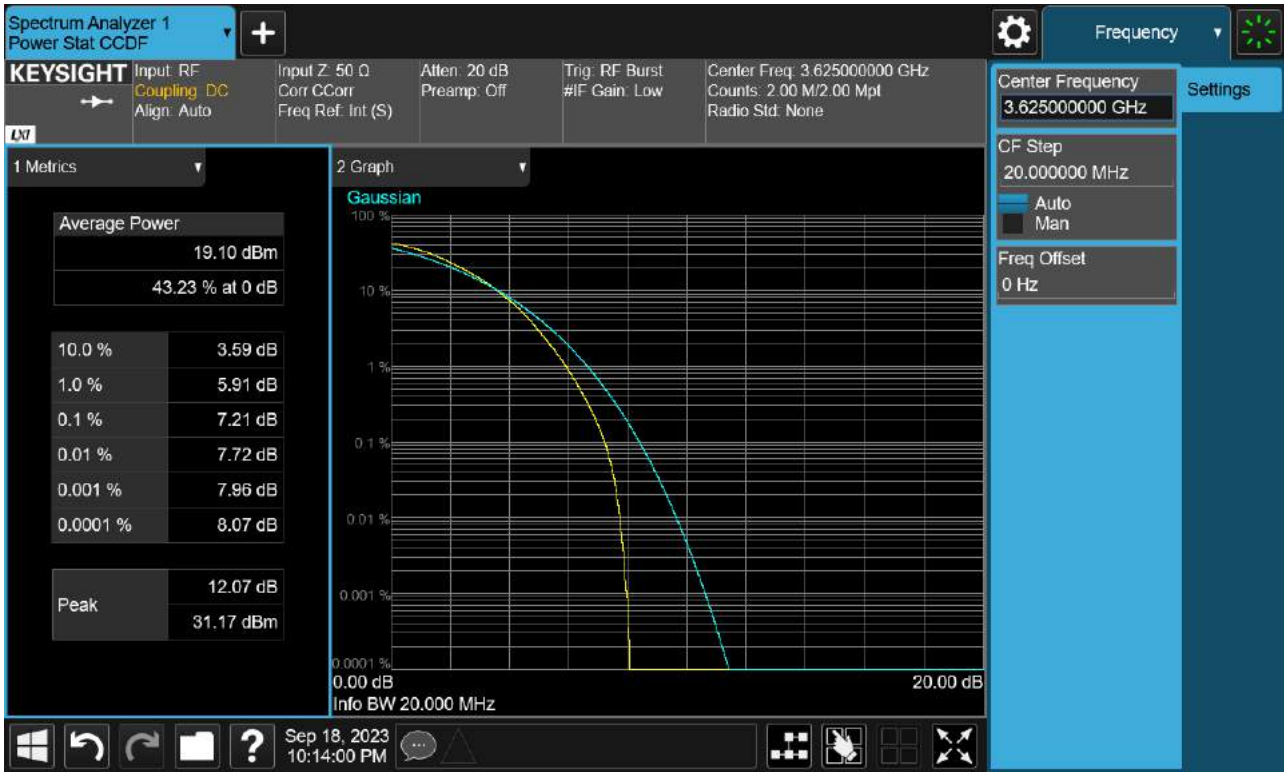 Spectrum Analyzer 1
Power Stat CCDF
+
Frequency
KEYSIGHT
Input: RF
Coupling: DC
Align: Auto
Input Z: 50 Ω
Corr CCorr
Freq Ref: Int (S)
Atten: 20 dB
Preamp: Off
Trig: RF Burst
#IF Gain: Low
Center Freq: 3.625000000 GHz
Counts: 2.00 M/2.00 Mpt
Radio Std: None
LXI
Center Frequency
3.625000000 GHz
Settings
CF Step
20.000000 MHz
Auto
Man
Freq Offset
0 Hz
1 Metrics
Average Power
19.10 dBm
43.23 % at 0 dB
10.0 % 3.59 dB
1.0 % 5.91 dB
0.1 % 7.21 dB
0.01 % 7.72 dB
0.001 % 7.96 dB
0.0001 % 8.07 dB
Peak
12.07 dB
31.17 dBm
2 Graph
Gaussian
100 %
10 %
1 %
0.1 %
0.01 %
0.001 %
0.0001 %
0.00 dB 20.00 dB
Info BW 20.000 MHz
?
Sep 18, 2023
10:14:00 PM